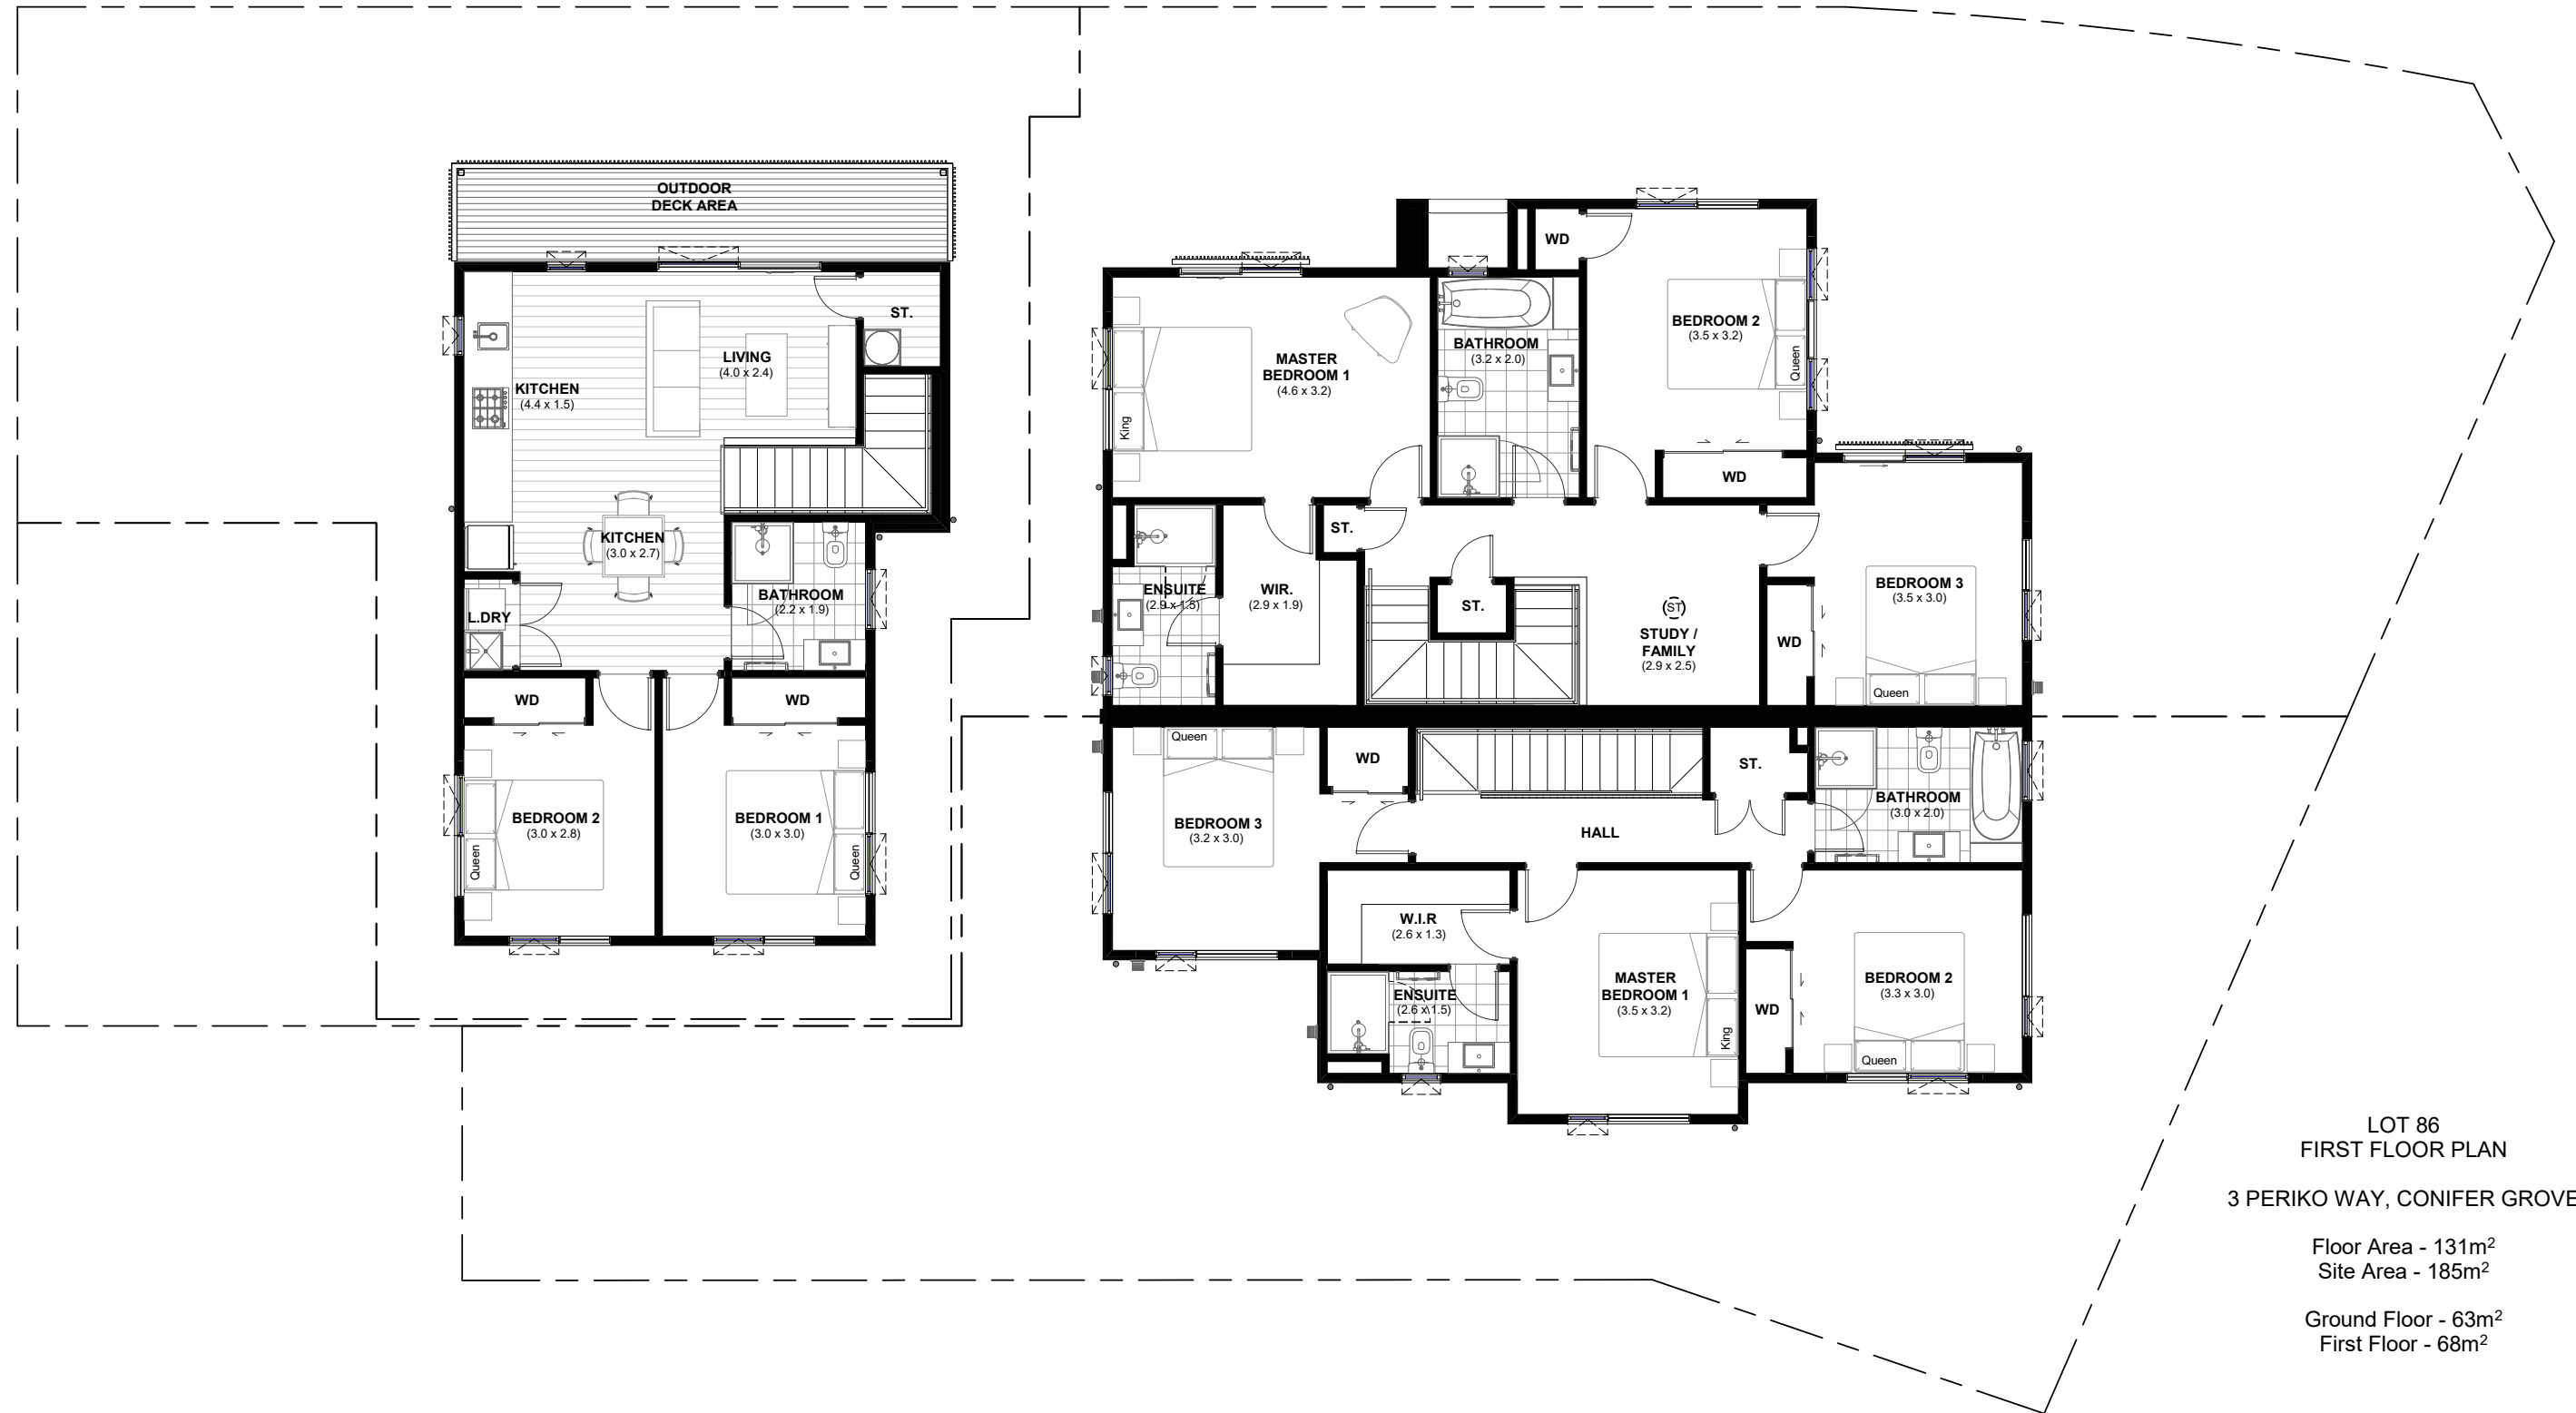 OUTDOOR
DECK AREA
ST.
LIVING
(4.0 x 2.4)
KITCHEN
(4.4 x 1.5)
KITCHEN
(3.0 x 2.7)
BATHROOM
(2.2 x 1.9)
L.DRY
WD
WD
BEDROOM 2
(3.0 x 2.8)
Queen
BEDROOM 1
(3.0 x 3.0)
Queen
WD
BEDROOM 2
(3.5 x 3.2)
Queen
BATHROOM
(3.2 x 2.0)
MASTER
BEDROOM 1
(4.6 x 3.2)
King
WD
ST.
ENSUITE
(2.9 x 1.5)
WIR.
(2.9 x 1.9)
ST.
ST
STUDY /
FAMILY
(2.9 x 2.5)
BEDROOM 3
(3.5 x 3.0)
WD
Queen
Queen
WD
ST.
BATHROOM
(3.0 x 2.0)
BEDROOM 3
(3.2 x 3.0)
HALL
W.I.R
(2.6 x 1.3)
ENSUITE
(2.6 x 1.5)
MASTER
BEDROOM 1
(3.5 x 3.2)
King
WD
BEDROOM 2
(3.3 x 3.0)
Queen
LOT 86
FIRST FLOOR PLAN
3 PERIKO WAY, CONIFER GROVE
Floor Area - 131m²
Site Area - 185m²
Ground Floor - 63m²
First Floor - 68m²